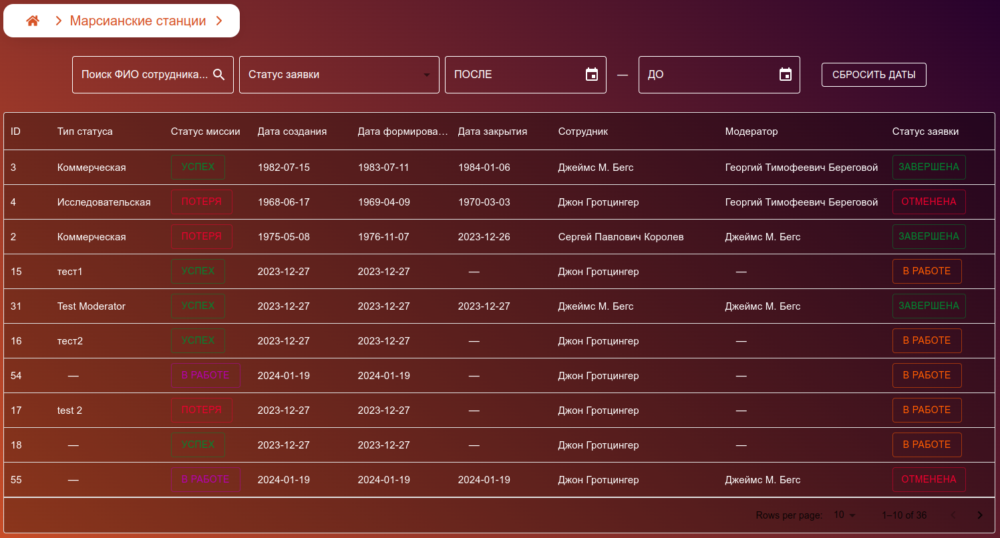 Марсианские станции
Поиск ФИО сотрудника... Статус заявки ПОСЛЕ — ДО СБРОСИТЬ ДАТЫ
ID Тип статуса Статус миссии Дата создания Дата формирова... Дата закрытия Сотрудник Модератор Статус заявки
3 Коммерческая УСПЕХ 1982-07-15 1983-07-11 1984-01-06 Джеймс М. Бегс Георгий Тимофеевич Береговой ЗАВЕРШЕНА
4 Исследовательская ПОТЕРЯ 1968-06-17 1969-04-09 1970-03-03 Джон Гротцингер Георгий Тимофеевич Береговой ОТМЕНЕНА
2 Коммерческая ПОТЕРЯ 1975-05-08 1976-11-07 2023-12-26 Сергей Павлович Королев Джеймс М. Бегс ЗАВЕРШЕНА
15 тест1 УСПЕХ 2023-12-27 2023-12-27 — Джон Гротцингер — В РАБОТЕ
31 Test Moderator УСПЕХ 2023-12-27 2023-12-27 2023-12-27 Джеймс М. Бегс Джеймс М. Бегс ЗАВЕРШЕНА
16 тест2 УСПЕХ 2023-12-27 2023-12-27 — Джон Гротцингер — В РАБОТЕ
54 — В РАБОТЕ 2024-01-19 2024-01-19 — Джон Гротцингер — В РАБОТЕ
17 test 2 ПОТЕРЯ 2023-12-27 2023-12-27 — Джон Гротцингер — В РАБОТЕ
18 — УСПЕХ 2023-12-27 2023-12-27 — Джон Гротцингер — В РАБОТЕ
55 — В РАБОТЕ 2024-01-19 2024-01-19 2024-01-19 Джон Гротцингер Джеймс М. Бегс ОТМЕНЕНА
Rows per page: 10 1–10 of 36